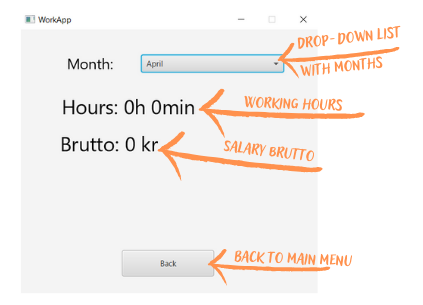 WorkApp
DROP-DOWN LIST
WITH MONTHS
Month:
April
Hours: 0h 0min
WORKING HOURS
Brutto: 0 kr
SALARY BRUTTO
Back
BACK TO MAIN MENU